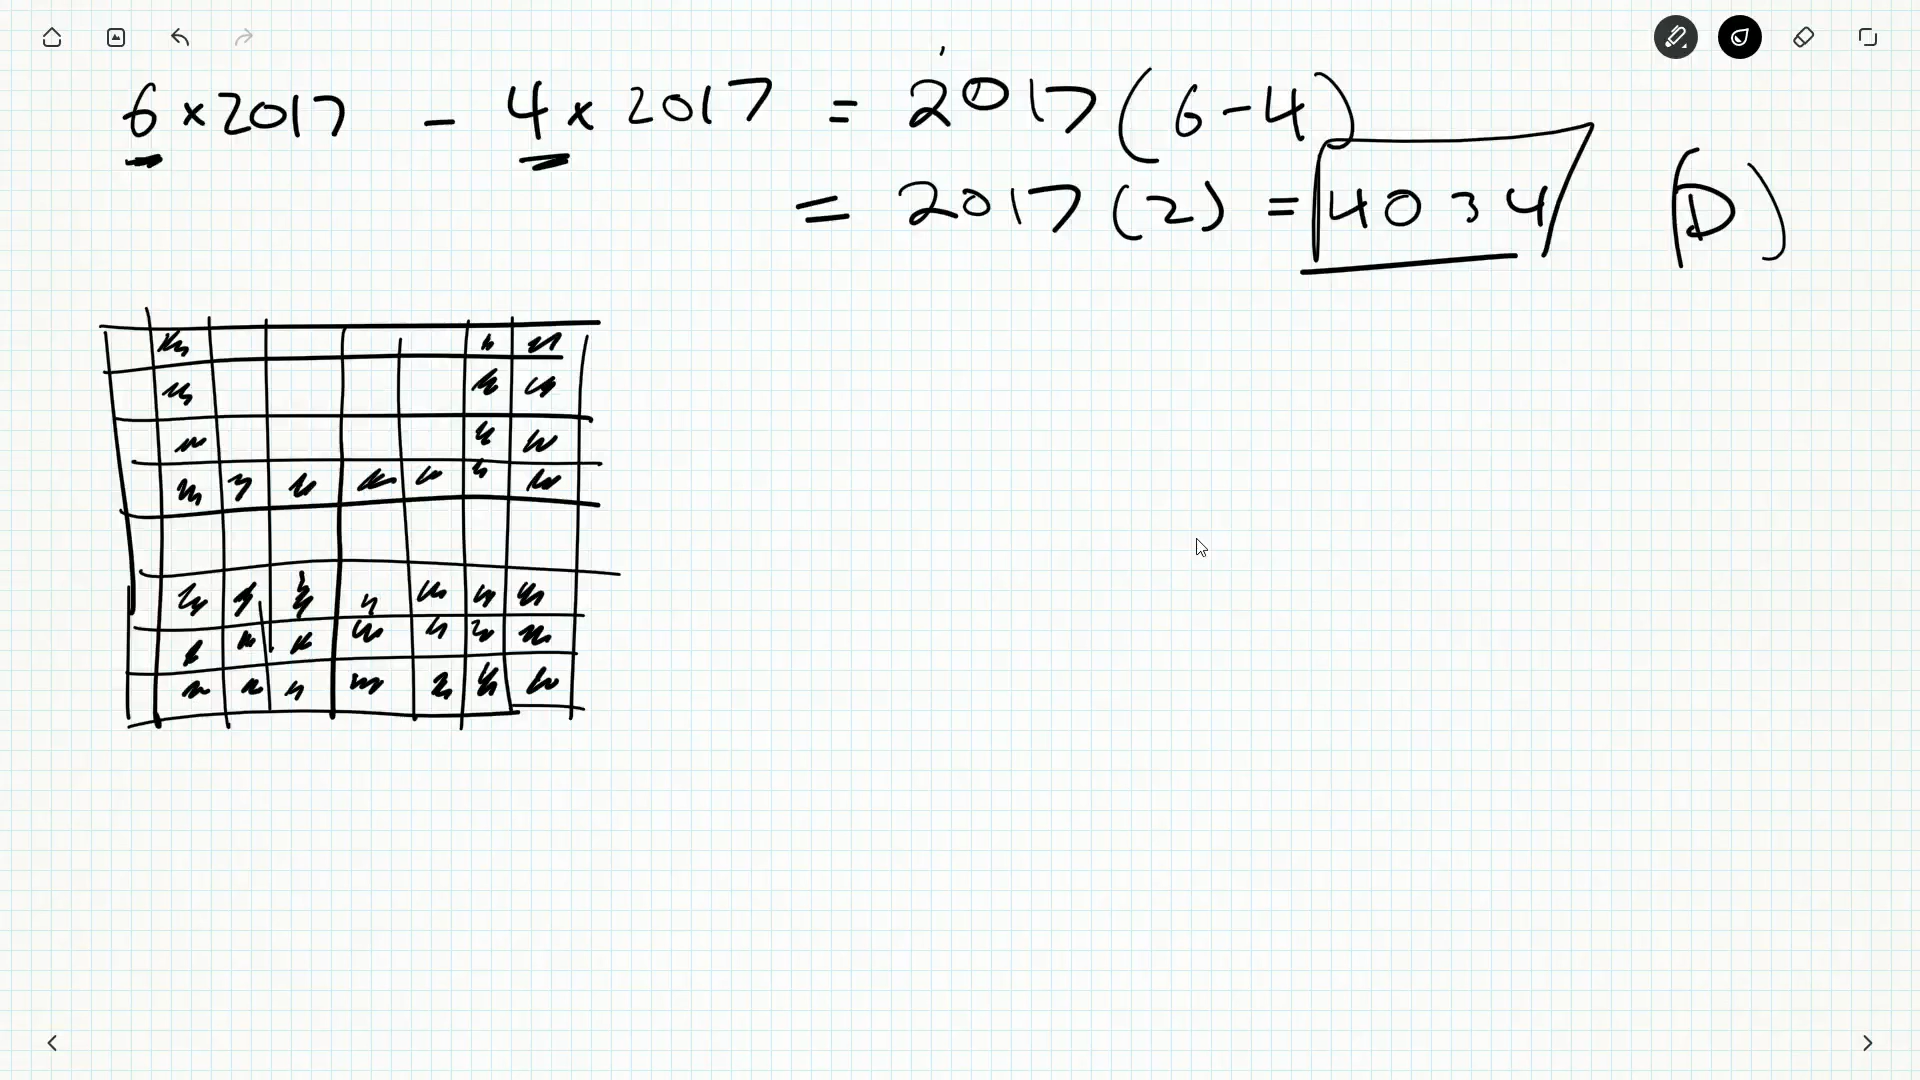 6 × 2017 - 4 × 2017 = 2017 (6-4)
= 2017 (2) = 4034 (D)